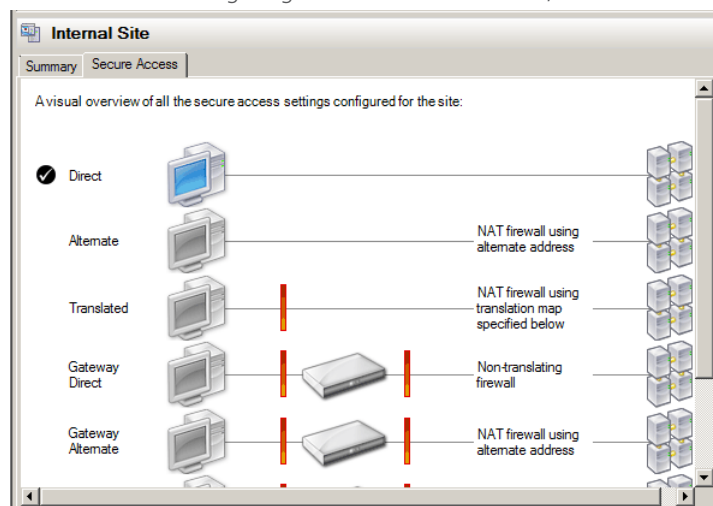 Internal Site
Summary
Secure Access
A visual overview of all the secure access settings configured for the site:
Direct
Alternate
NAT firewall using
alternate address
Translated
NAT firewall using
translation map
specified below
Gateway
Direct
Non-translating
firewall
Gateway
Alternate
NAT firewall using
alternate address